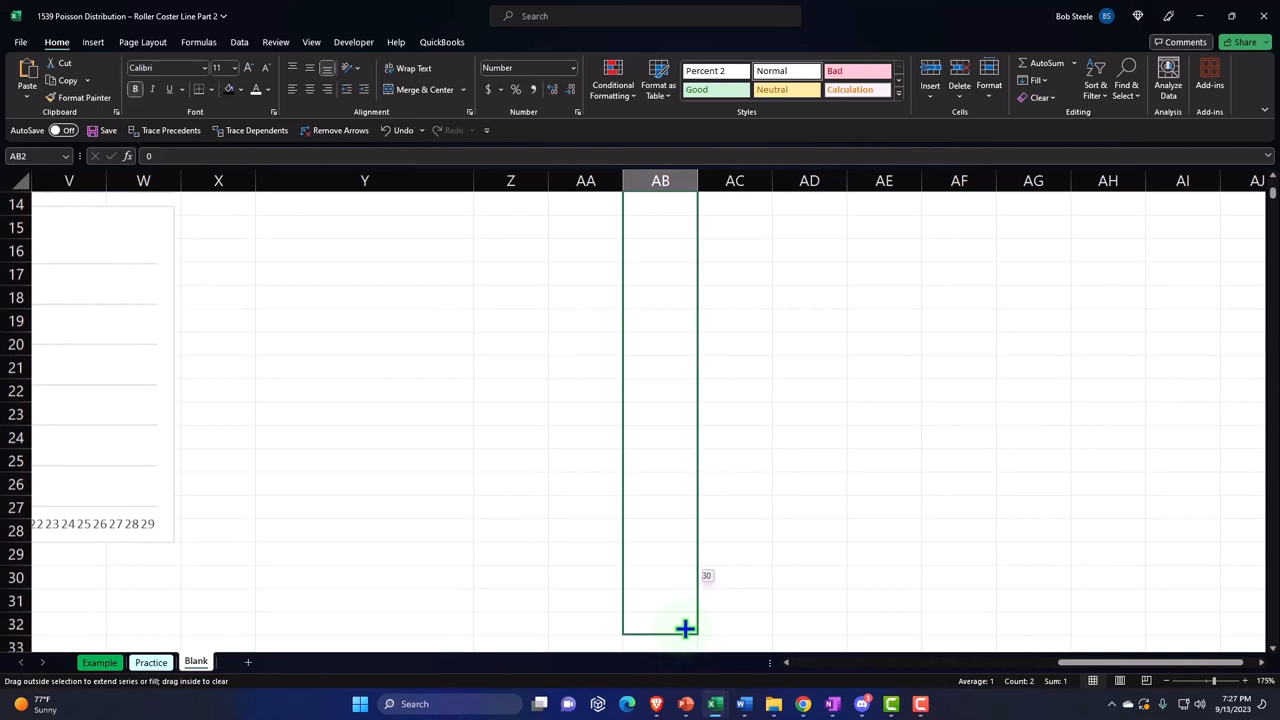 1539 Poisson Distribution – Roller Coster Line Part 2
Search
Bob Steele
BS
File
Home
Insert
Page Layout
Formulas
Data
Review
View
Developer
Help
QuickBooks
Comments
Share
Paste
Cut
Copy
Format Painter
Clipboard
Calibri
11
Font
Wrap Text
Merge & Center
Alignment
Number
Number
Conditional Formatting
Format as Table
Percent 2
Normal
Bad
Good
Neutral
Calculation
Styles
Insert
Delete
Format
Cells
AutoSum
Fill
Clear
Sort & Filter
Find & Select
Editing
Analyze Data
Analysis
Add-ins
Add-ins
AutoSave
Off
Save
Trace Precedents
Trace Dependents
Remove Arrows
Undo
Redo
AB2
fx
0
V
W
X
Y
Z
AA
AB
AC
AD
AE
AF
AG
AH
AI
AJ
14
15
16
17
18
19
20
21
22
23
24
25
26
27
28
29
30
31
32
33
22 23 24 25 26 27 28 29
30
Example
Practice
Blank
Drag outside selection to extend series or fill; drag inside to clear
Average: 1
Count: 2
Sum: 1
175%
77°F
Sunny
Search
7:27 PM
9/13/2023